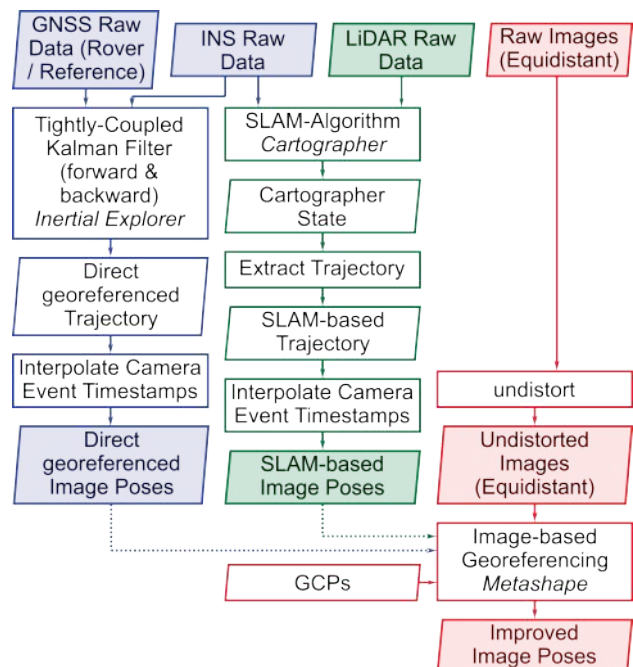 GNSS Raw
Data (Rover
/ Reference)
INS Raw
Data
LiDAR Raw
Data
Raw Images
(Equidistant)
Tightly-Coupled
Kalman Filter
(forward &
backward)
Inertial Explorer
SLAM-Algorithm
Cartographer
Cartographer
State
Extract Trajectory
Direct
georeferenced
Trajectory
SLAM-based
Trajectory
Interpolate Camera
Event Timestamps
Interpolate Camera
Event Timestamps
undistort
Direct
georeferenced
Image Poses
SLAM-based
Image Poses
Undistorted
Images
(Equidistant)
Image-based
Georeferencing
Metashape
GCPs
Improved
Image Poses